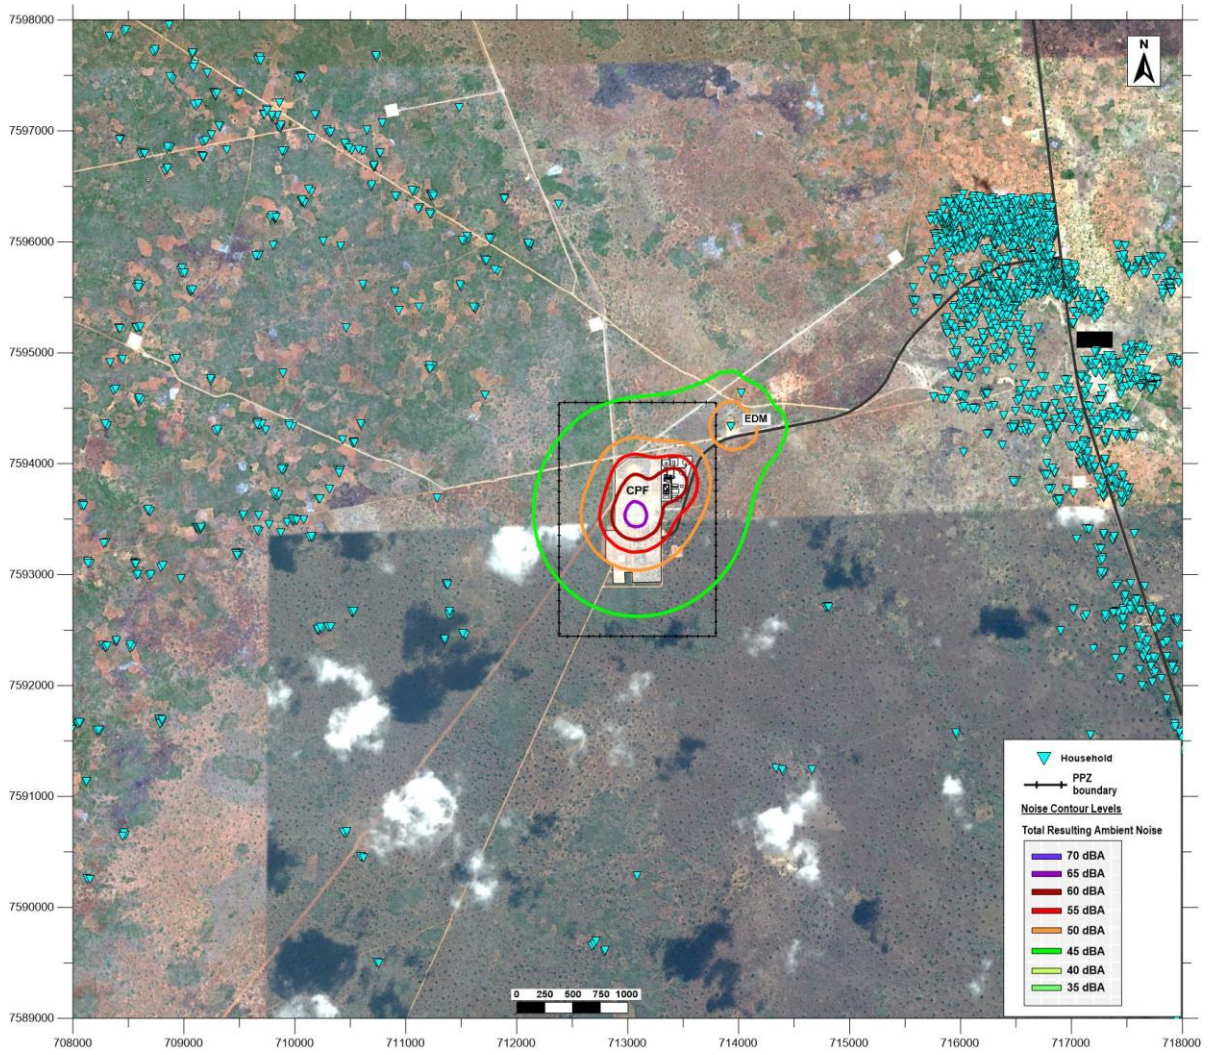 7598000
N
7597000
7596000
7595000
EDM
7594000
CPF
7593000
7592000
Household
PPZ
boundary
7591000
Noise Contour Levels
Total Resulting Ambient Noise
70 dBA
65 dBA
60 dBA
55 dBA
50 dBA
45 dBA
40 dBA
35 dBA
7590000
0 250 500 750 1000
7589000
708000 709000 710000 711000 712000 713000 714000 715000 716000 717000 718000